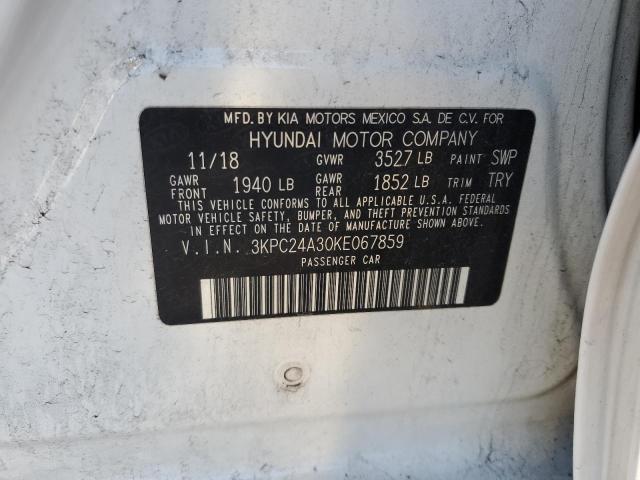 MFD. BY KIA MOTORS MEXICO S.A. DE C.V. FOR
HYUNDAI MOTOR COMPANY
11/18 GVWR 3527 LB PAINT SWP
GAWR FRONT 1940 LB GAWR REAR 1852 LB TRIM TRY
THIS VEHICLE CONFORMS TO ALL APPLICABLE U.S.A. FEDERAL
MOTOR VEHICLE SAFETY, BUMPER, AND THEFT PREVENTION STANDARDS
IN EFFECT ON THE DATE OF MANUFACTURE SHOWN ABOVE.
V.I.N. 3KPC24A30KE067859
PASSENGER CAR